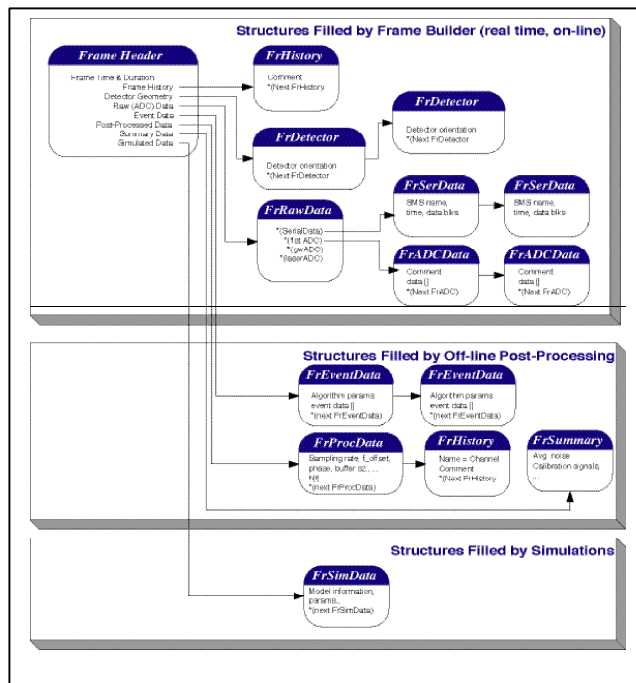 Structures Filled by Frame Builder (real time, on-line)
Frame Header
Frame Time & Duration
Frame History
Detector Geometry
Raw (ADC) Data
Event Data
Post-Processed Data
Summary Data
Simulated Data
FrHistory
Comment
*(Next FrHistory
FrDetector
Detector orientation
*(Next FrDetector
FrDetector
Detector orientation
*(Next FrDetector
FrRawData
*(SerialData)
*(1st ADC)
*(gwADC)
*(laserADC)
FrSerData
SMS name,
time, data blks
FrSerData
SMS name,
time, data blks
FrADCData
Comment
data []
*(Next FrADC)
FrADCData
Comment
data []
*(Next FrADC)
Structures Filled by Off-line Post-Processing
FrEventData
Algorithm params
event data []
*(next FrEventData)
FrEventData
Algorithm params
event data []
*(next FrEventData)
FrProcData
Sampling rate, f_offset,
phase, buffer sz., ...
*(next FrProcData)
FrHistory
Name = Channel
Comment
*(Next FrHistory
FrSummary
Avg. noise
Calibration signals,
...
Structures Filled by Simulations
FrSimData
Model information,
params.,
*(next FrSimData)